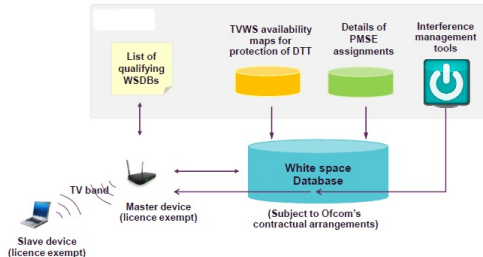 List of
qualifying
WSDBs
TVWS availability
maps for
protection of DTT
Details of
PMSE
assignments
Interference
management
tools
White space
Database
TV band
Master device
(licence exempt)
(Subject to Ofcom's
contractual arrangements)
Slave device
(licence exempt)